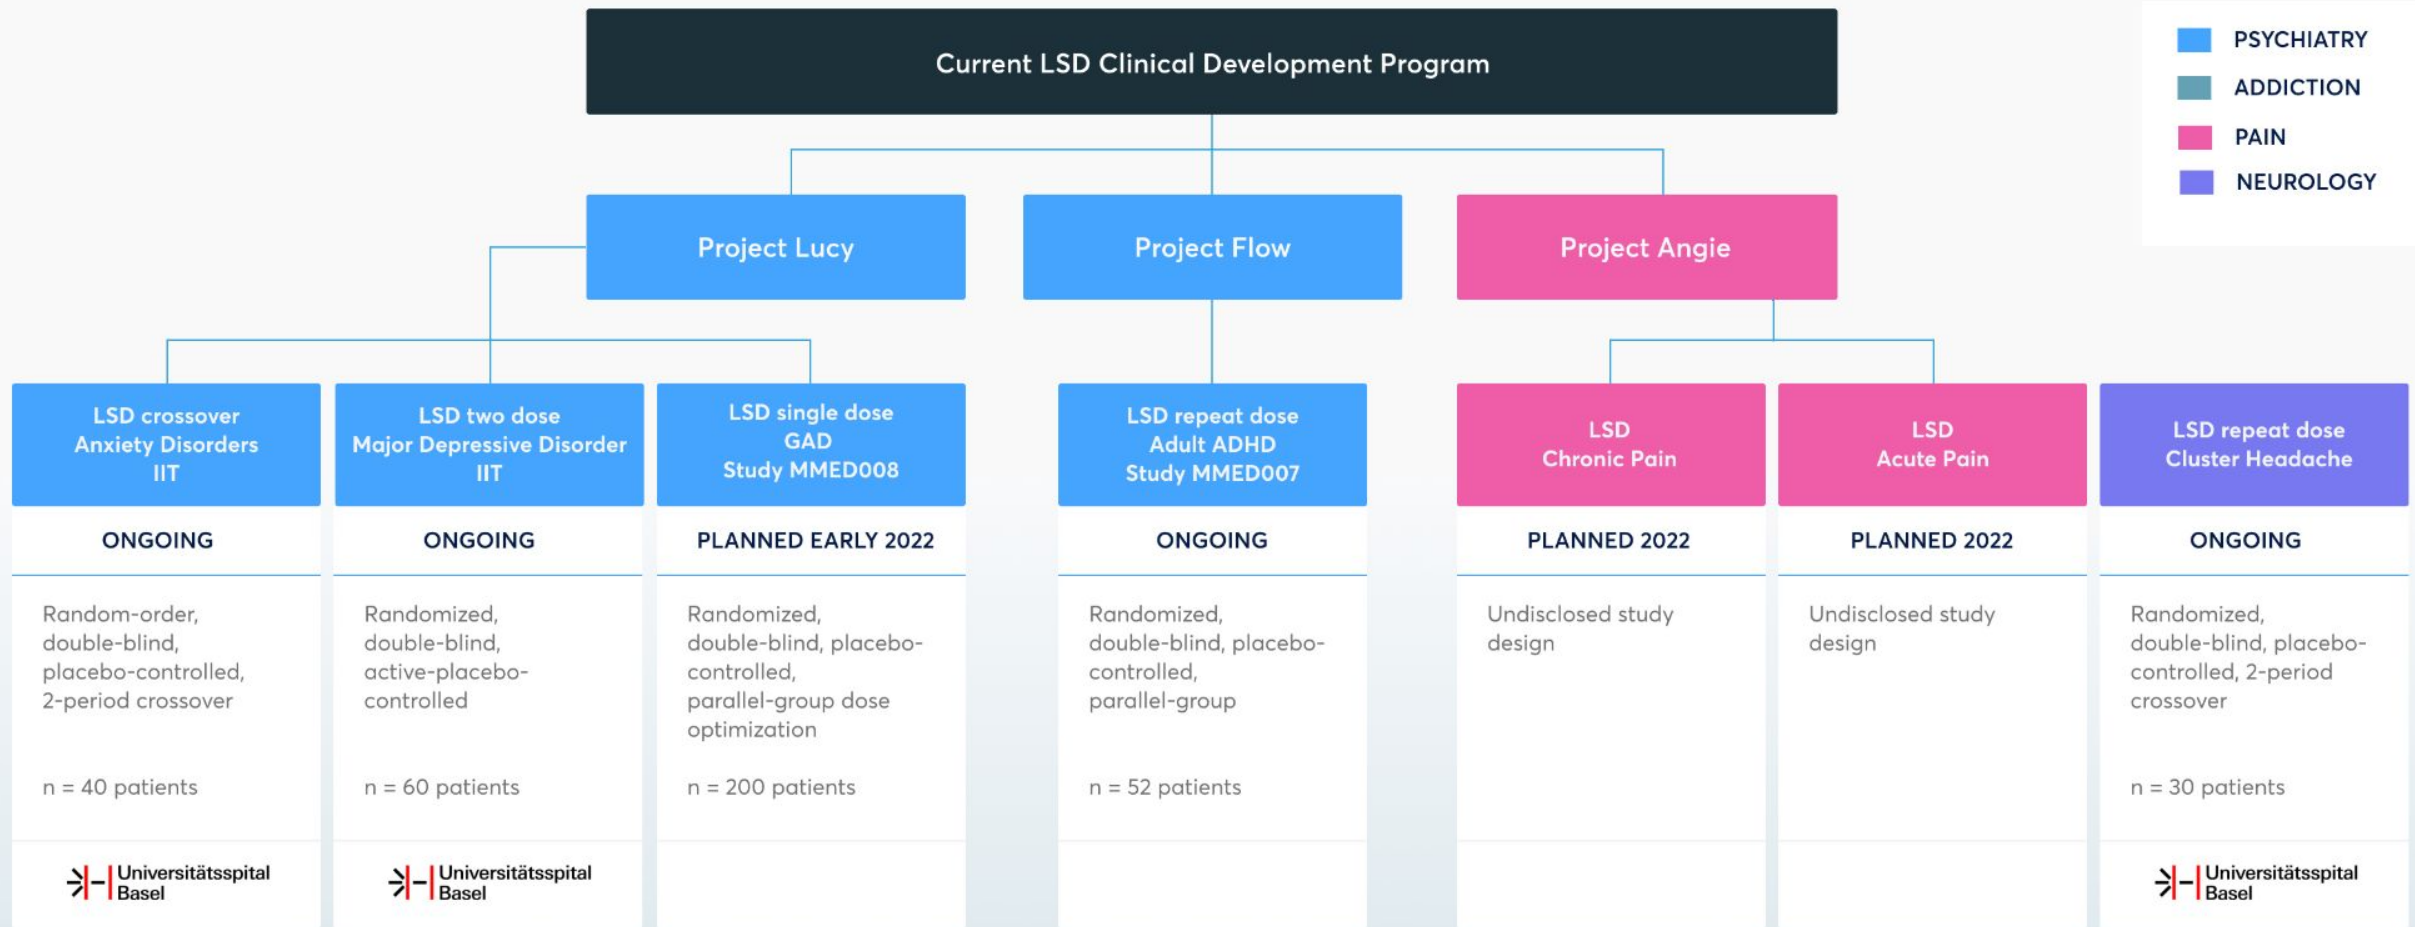 Current LSD Clinical Development Program
PSYCHIATRY
ADDICTION
PAIN
NEUROLOGY
Project Lucy
Project Flow
Project Angie
LSD crossover
Anxiety Disorders
IIT
ONGOING
Random-order,
double-blind,
placebo-controlled,
2-period crossover
n = 40 patients
Universitätsspital
Basel
LSD two dose
Major Depressive Disorder
IIT
ONGOING
Randomized,
double-blind,
active-placebo-
controlled
n = 60 patients
Universitätsspital
Basel
LSD single dose
GAD
Study MMED008
PLANNED EARLY 2022
Randomized,
double-blind, placebo-
controlled,
parallel-group dose
optimization
n = 200 patients
LSD repeat dose
Adult ADHD
Study MMED007
ONGOING
Randomized,
double-blind, placebo-
controlled,
parallel-group
n = 52 patients
LSD
Chronic Pain
PLANNED 2022
Undisclosed study
design
LSD
Acute Pain
PLANNED 2022
Undisclosed study
design
LSD repeat dose
Cluster Headache
ONGOING
Randomized,
double-blind, placebo-
controlled, 2-period
crossover
n = 30 patients
Universitätsspital
Basel